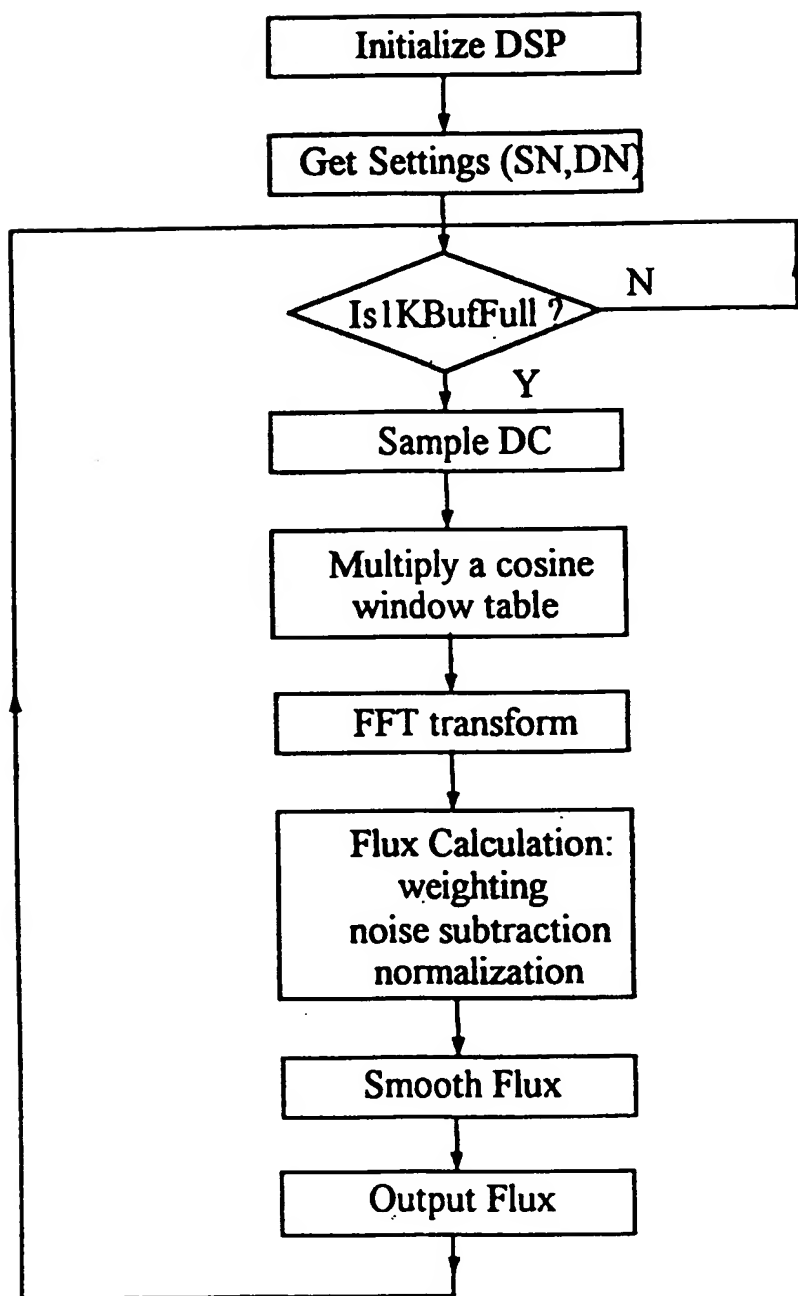 Initialize DSP
Get Settings (SN,DN)
Is1KBufFull ?
N
Y
Sample DC
Multiply a cosine
window table
FFT transform
Flux Calculation:
weighting
noise subtraction
normalization
Smooth Flux
Output Flux